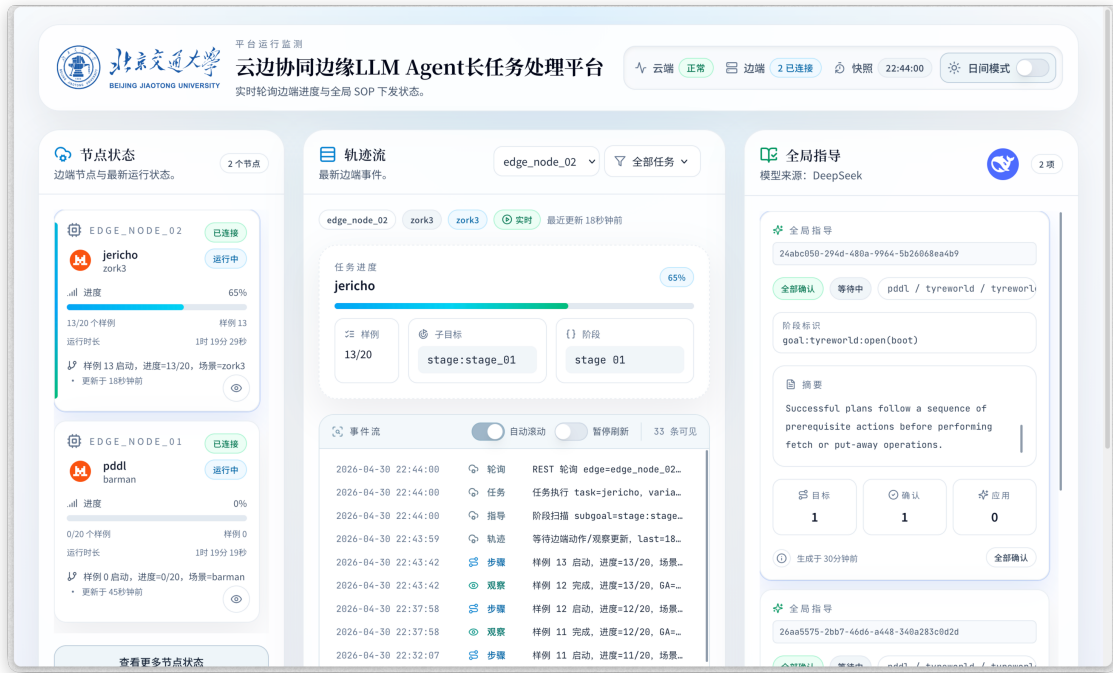 北京交通大学
BEIJING JIAOTONG UNIVERSITY
平台运行监测
云边协同边缘LLM Agent长任务处理平台
实时轮询边端进度与全局 SOP 下发状态。
云端 正常 边端 2 已连接 快照 22:44:00 日间模式
节点状态
边端节点与最新运行状态。
2 个节点
EDGE_NODE_02 已连接
jericho
zork3
运行中
进度 65%
13/20 个样例 样例 13
运行时长 1时 19分 29秒
样例 13 启动，进度=13/20，场景=zork3
• 更新于 18秒钟前
EDGE_NODE_01 已连接
pddl
barman
运行中
进度 0%
0/20 个样例 样例 0
运行时长 1时 19分 19秒
样例 0 启动，进度=0/20，场景=barman
• 更新于 45秒钟前
查看更多节点状态
轨迹流
最新边端事件。
edge_node_02 全部任务
edge_node_02 zork3 zork3 实时 最近更新 18秒钟前
任务进度
jericho
65%
样例
13/20
子目标
stage:stage_01
阶段
stage 01
事件流 自动滚动 暂停刷新 33 条可见
2026-04-30 22:44:00 轮询 REST 轮询 edge=edge_node_02…
2026-04-30 22:44:00 任务 任务执行 task=jericho, varia…
2026-04-30 22:44:00 指导 阶段扫描 subgoal=stage:stage…
2026-04-30 22:43:59 轨迹 等待边端动作/观察更新, last=18…
2026-04-30 22:43:42 步骤 样例 13 启动, 进度=13/20, 场景…
2026-04-30 22:43:42 观察 样例 12 完成, 进度=13/20, GA=…
2026-04-30 22:37:58 步骤 样例 12 启动, 进度=12/20, 场景…
2026-04-30 22:37:58 观察 样例 11 完成, 进度=12/20, GA=…
2026-04-30 22:32:07 步骤 样例 11 启动, 进度=11/20, 场景…
全局指导
模型来源：DeepSeek
2 项
全局指导
24abc050-294d-480a-9964-5b26068ea4b9
全部确认 等待中 pddl / tyreworld / tyreworl
阶段标识
goal:tyreworld:open(boot)
摘要
Successful plans follow a sequence of
prerequisite actions before performing
fetch or put-away operations.
目标
1
确认
1
应用
0
生成于 30分钟前 全部确认
全局指导
26aa5575-2bb7-46d6-a448-340a283c0d2d
全部确认 等待中 pddl / tyreworld / tyreworl